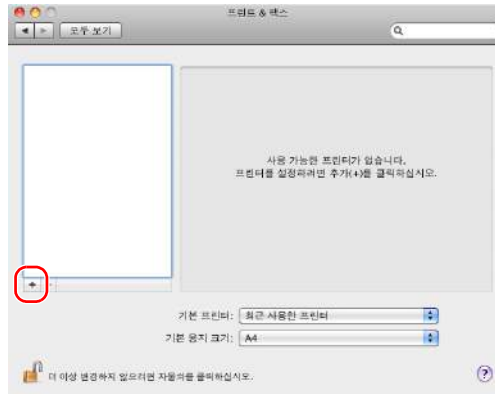 프린트 & 팩스
모두 보기
사용 가능한 프린터가 없습니다.
프린터를 설정하려면 추가(+)를 클릭하십시오.
+ -
기본 프린터: 최근 사용한 프린터
기본 용지 크기: A4
더 이상 변경하지 않으려면 자물쇠를 클릭하십시오.
?